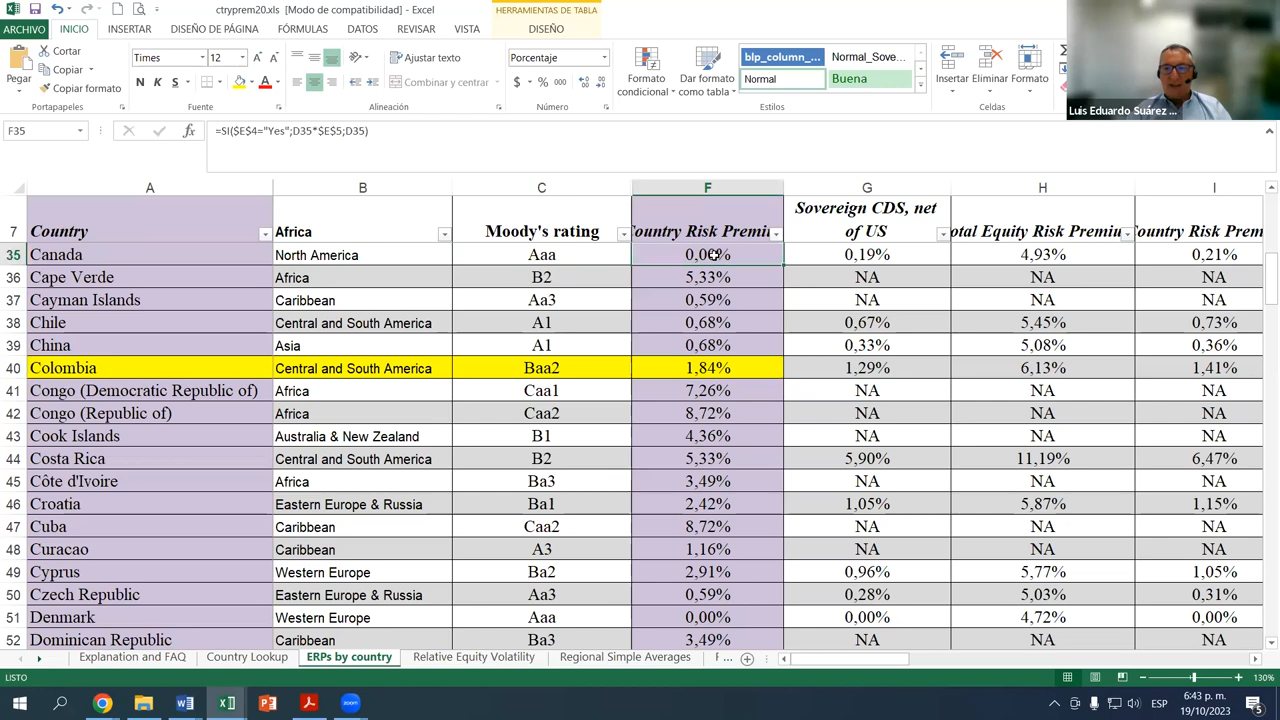 ctryprem20.xls [Modo de compatibilidad] - Excel
HERRAMIENTAS DE TABLA
ARCHIVO INICIO INSERTAR DISEÑO DE PÁGINA FÓRMULAS DATOS REVISAR VISTA DISEÑO
Pegar
Cortar
Copiar
Copiar formato
Portapapeles
Times 12
N K S
Fuente
Ajustar texto
Combinar y centrar
Alineación
Porcentaje
$ % 000
Número
Formato condicional
Dar formato como tabla
blp_column_... Normal_Sove...
Normal Buena
Estilos
Insertar Eliminar Formato
Celdas
Luis Eduardo Suárez ...
F35 fx =SI($E$4="Yes";D35*$E$5;D35)
A B C F G H I
7 Country Africa Moody's rating Country Risk Premiu Sovereign CDS, net of US otal Equity Risk Premiu Country Risk Prem
35 Canada North America Aaa 0,00% 0,19% 4,93% 0,21%
36 Cape Verde Africa B2 5,33% NA NA NA
37 Cayman Islands Caribbean Aa3 0,59% NA NA NA
38 Chile Central and South America A1 0,68% 0,67% 5,45% 0,73%
39 China Asia A1 0,68% 0,33% 5,08% 0,36%
40 Colombia Central and South America Baa2 1,84% 1,29% 6,13% 1,41%
41 Congo (Democratic Republic of) Africa Caa1 7,26% NA NA NA
42 Congo (Republic of) Africa Caa2 8,72% NA NA NA
43 Cook Islands Australia & New Zealand B1 4,36% NA NA NA
44 Costa Rica Central and South America B2 5,33% 5,90% 11,19% 6,47%
45 Côte d'Ivoire Africa Ba3 3,49% NA NA NA
46 Croatia Eastern Europe & Russia Ba1 2,42% 1,05% 5,87% 1,15%
47 Cuba Caribbean Caa2 8,72% NA NA NA
48 Curacao Caribbean A3 1,16% NA NA NA
49 Cyprus Western Europe Ba2 2,91% 0,96% 5,77% 1,05%
50 Czech Republic Eastern Europe & Russia Aa3 0,59% 0,28% 5,03% 0,31%
51 Denmark Western Europe Aaa 0,00% 0,00% 4,72% 0,00%
52 Dominican Republic Caribbean Ba3 3,49% NA NA NA
Explanation and FAQ Country Lookup ERPs by country Relative Equity Volatility Regional Simple Averages F ...
LISTO 130%
ESP 6:43 p. m.
19/10/2023
5